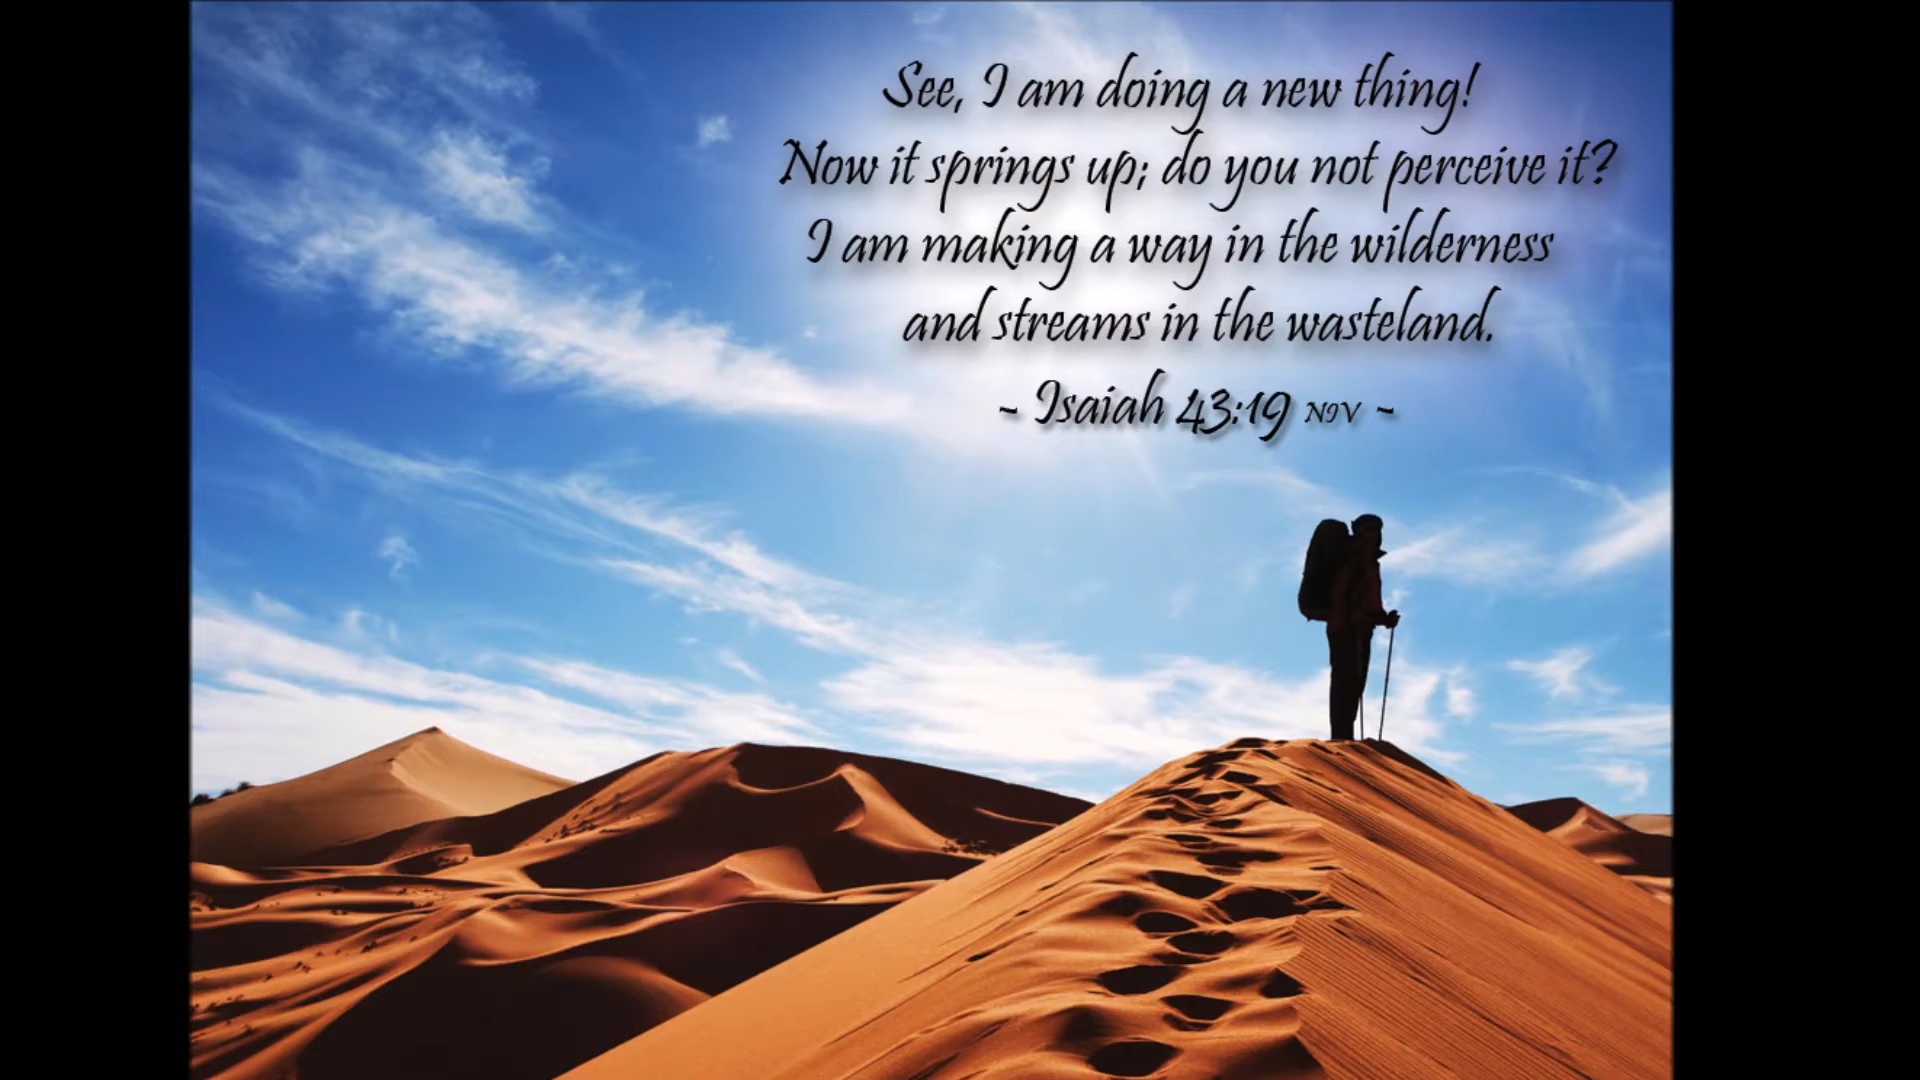 See, I am doing a new thing!
Now it springs up; do you not perceive it?
I am making a way in the wilderness
and streams in the wasteland.
~ Isaiah 43:19 NIV ~